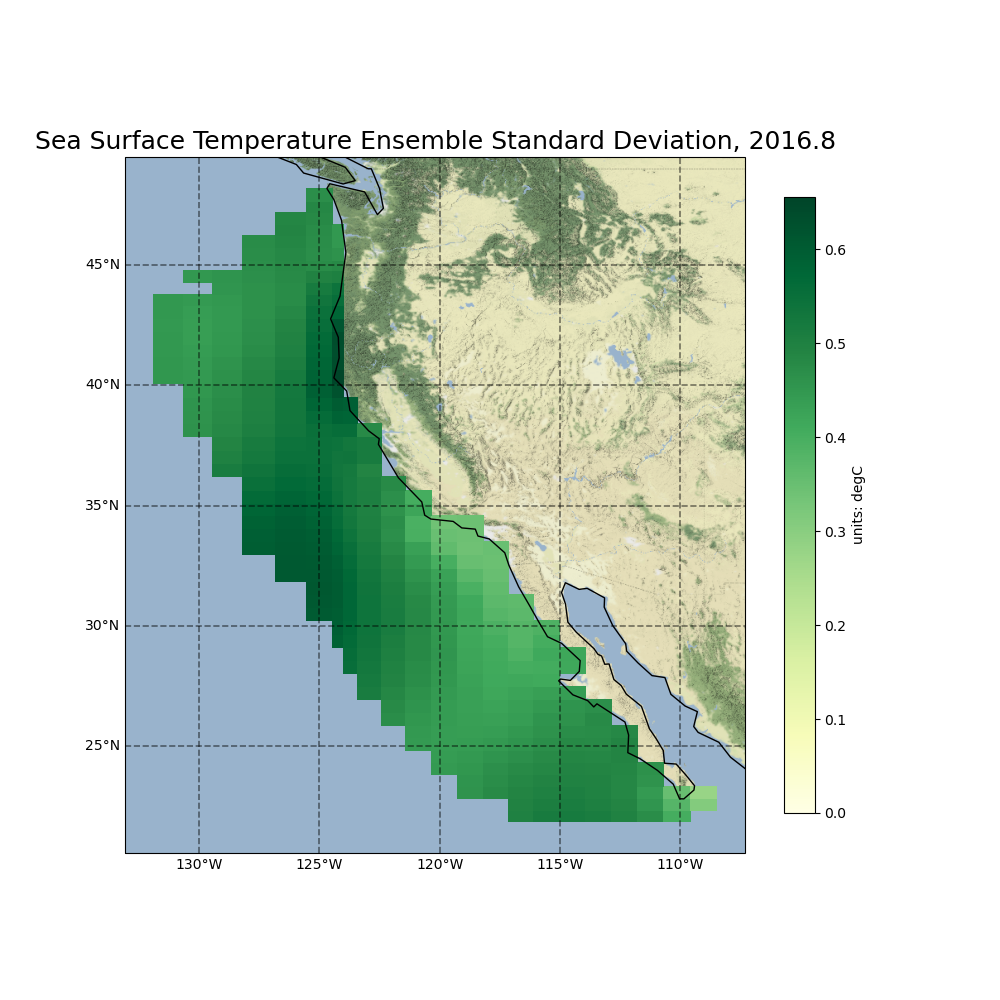 Sea Surface Temperature Ensemble Standard Deviation, 2016.8
45°N
40°N
35°N
30°N
25°N
130°W
125°W
120°W
115°W
110°W
0.6
0.5
0.4
0.3
0.2
0.1
0.0
units: degC